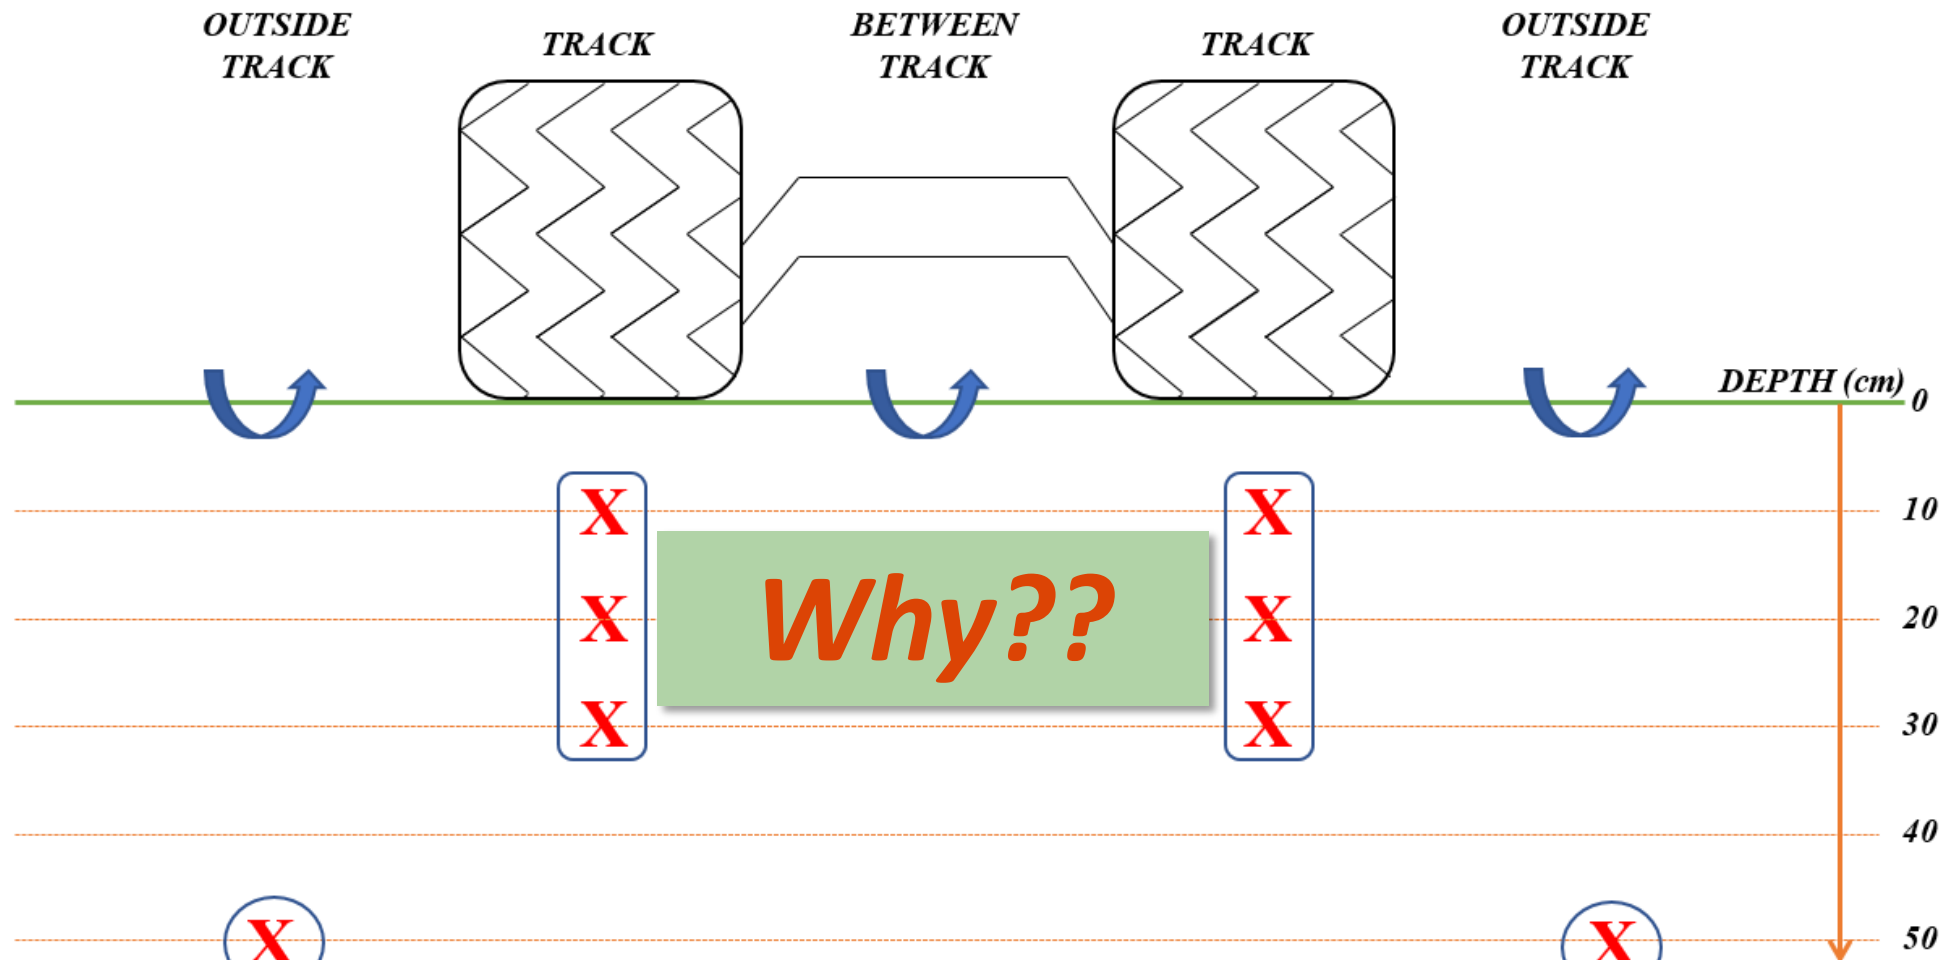 OUTSIDE
TRACK
TRACK
BETWEEN
TRACK
TRACK
OUTSIDE
TRACK
DEPTH (cm)
0
X X 10
Why??
X X 20
X X 30
40
X X 50